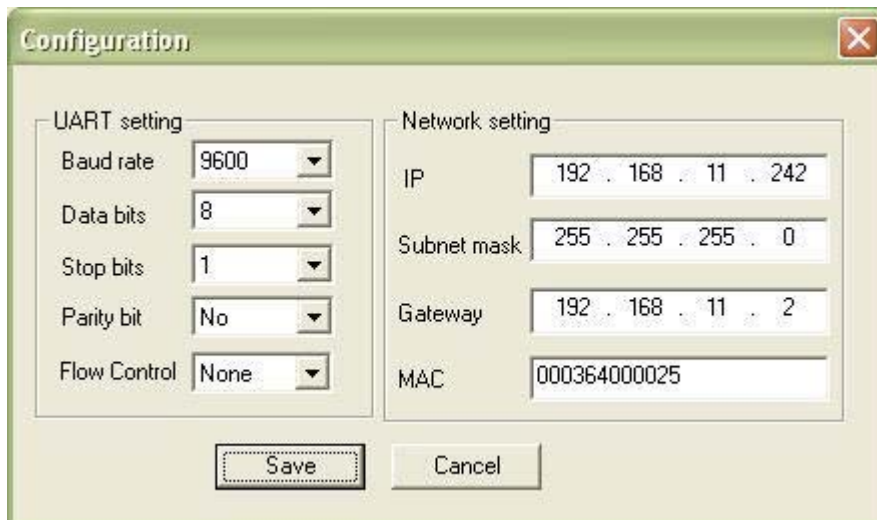 Configuration
UART setting
Baud rate 9600
Data bits 8
Stop bits 1
Parity bit No
Flow Control None
Network setting
IP 192 . 168 . 11 . 242
Subnet mask 255 . 255 . 255 . 0
Gateway 192 . 168 . 11 . 2
MAC 000364000025
Save Cancel